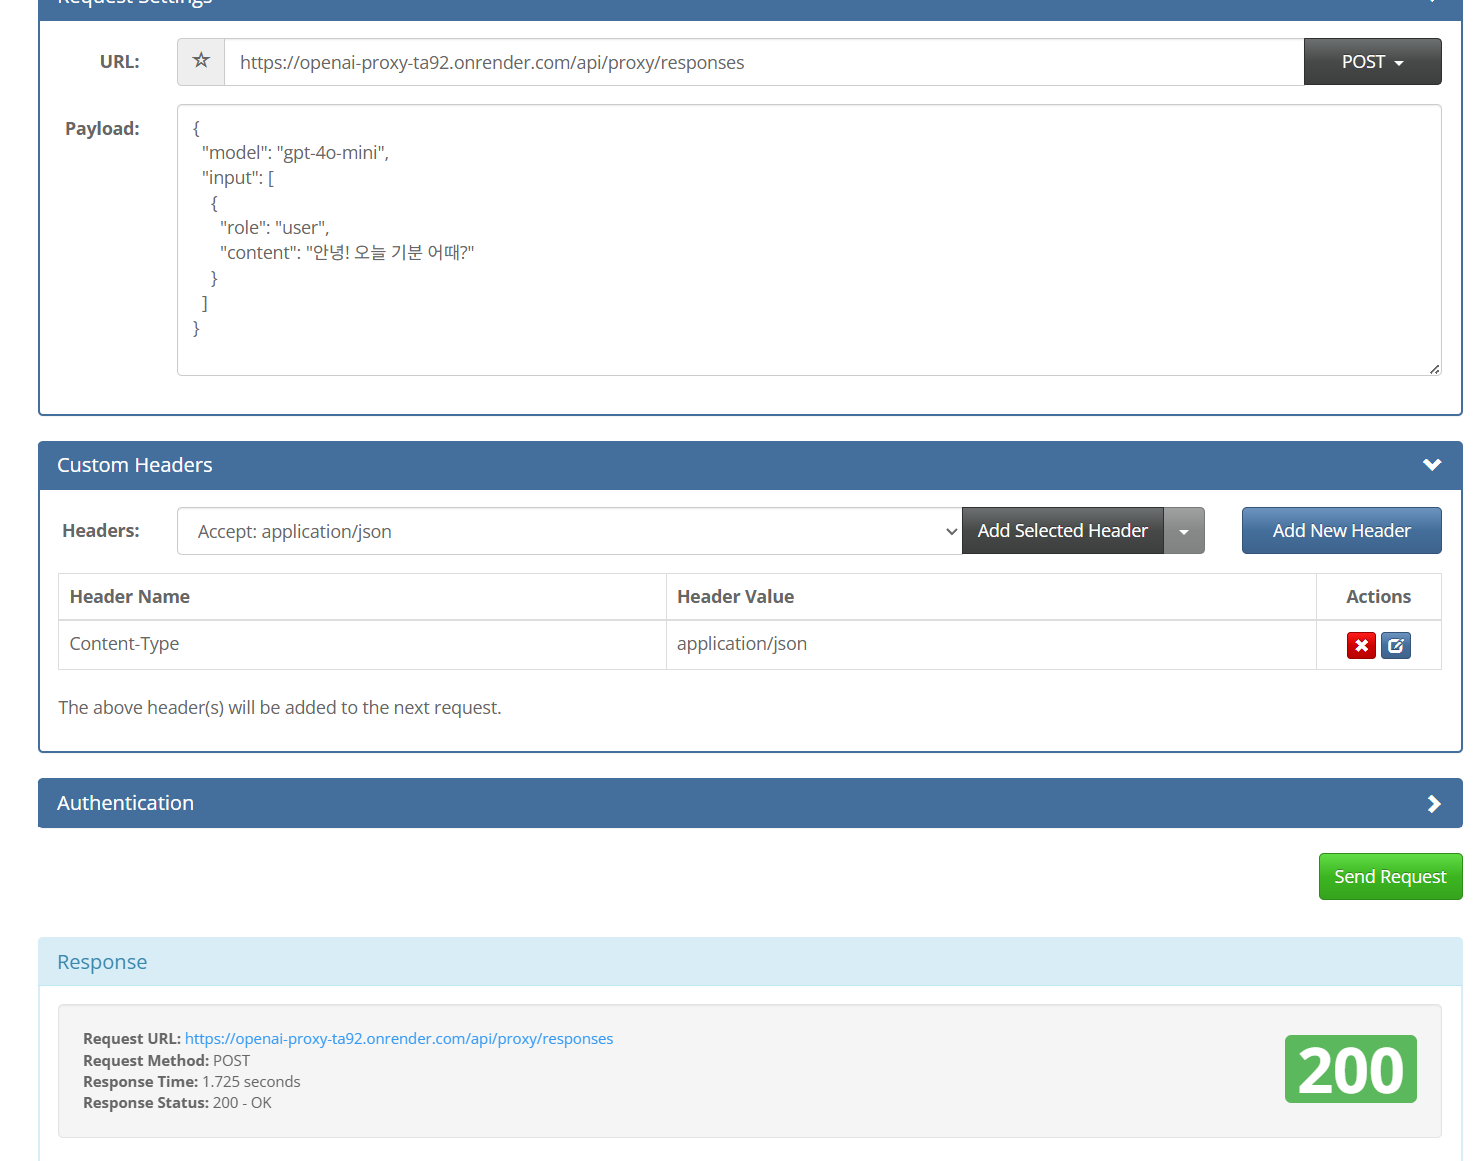 Request Settings
URL:
https://openai-proxy-ta92.onrender.com/api/proxy/responses
POST
Payload:
{
"model": "gpt-4o-mini",
"input": [
{
"role": "user",
"content": "안녕! 오늘 기분 어때?"
}
]
}
Custom Headers
Headers:
Accept: application/json
Add Selected Header
Add New Header
Header Name Header Value Actions
Content-Type application/json
The above header(s) will be added to the next request.
Authentication
Send Request
Response
Request URL: https://openai-proxy-ta92.onrender.com/api/proxy/responses
Request Method: POST
Response Time: 1.725 seconds
Response Status: 200 - OK
200